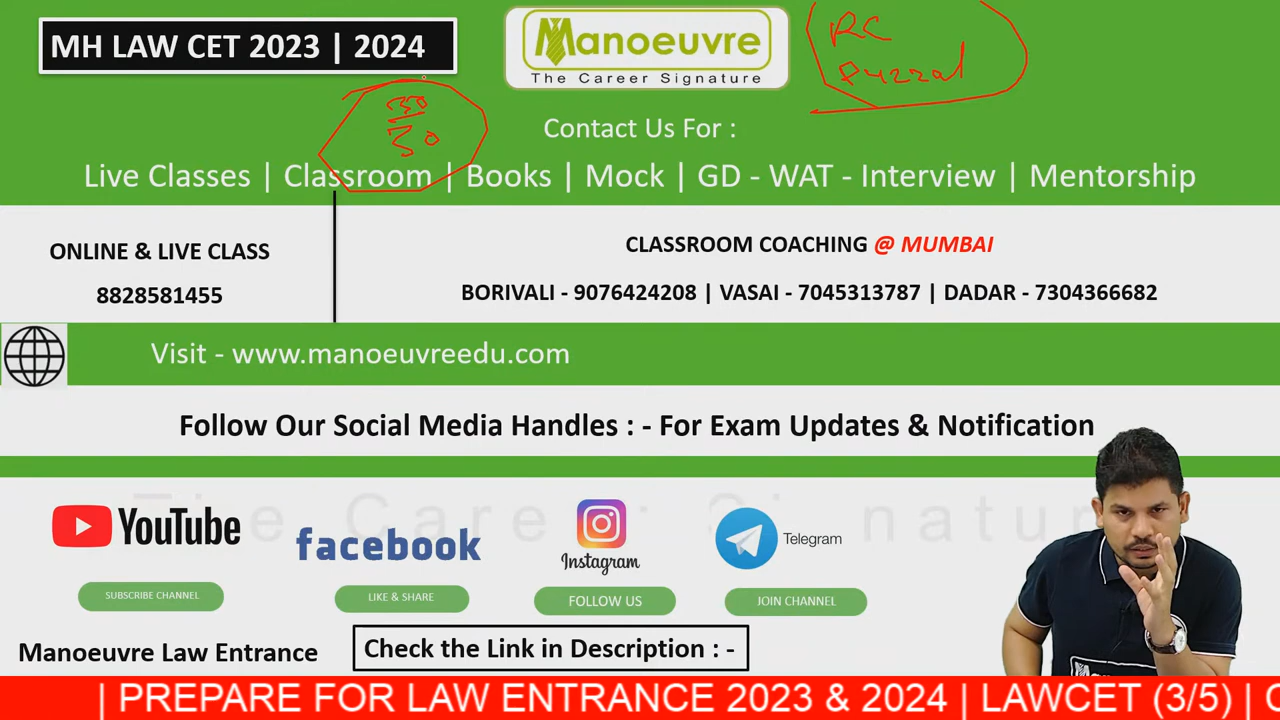 MH LAW CET 2023 | 2024
Manoeuvre
The Career Signature
RC
Puzzal
30
30
Contact Us For :
Live Classes | Classroom | Books | Mock | GD - WAT - Interview | Mentorship
ONLINE & LIVE CLASS
8828581455
CLASSROOM COACHING @ MUMBAI
BORIVALI - 9076424208 | VASAI - 7045313787 | DADAR - 7304366682
Visit - www.manoeuvreedu.com
Follow Our Social Media Handles : - For Exam Updates & Notification
YouTube
facebook
Instagram
Telegram
SUBSCRIBE CHANNEL
LIKE & SHARE
FOLLOW US
JOIN CHANNEL
Manoeuvre Law Entrance
Check the Link in Description : -
| PREPARE FOR LAW ENTRANCE 2023 & 2024 | LAWCET (3/5) | C